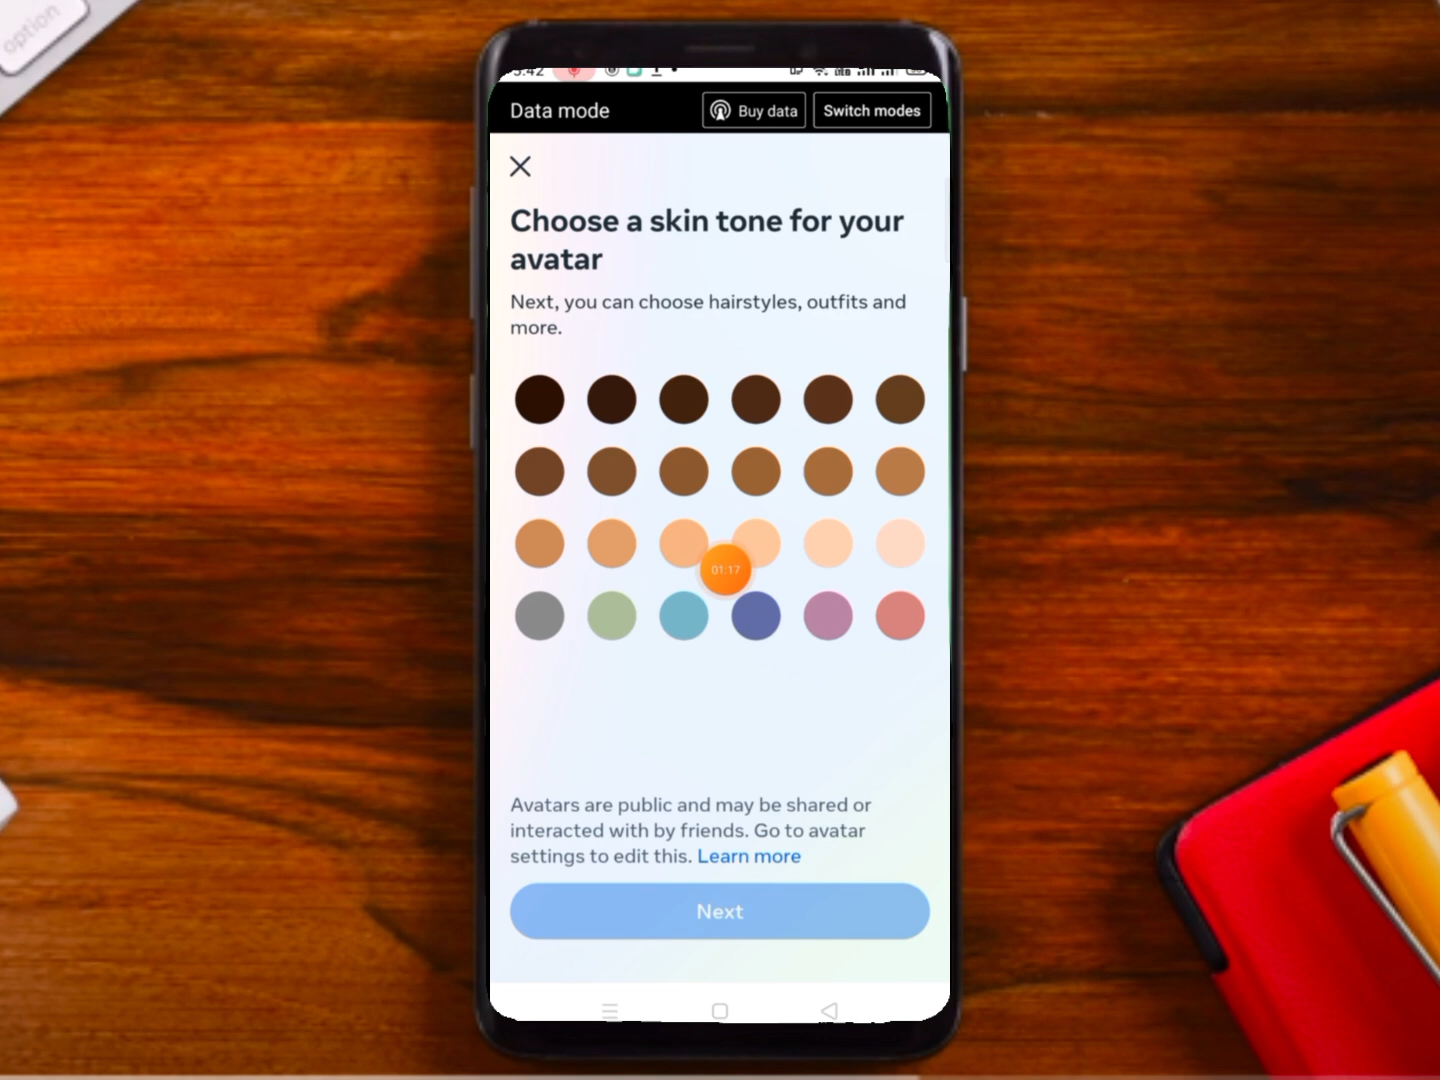 option
5:42
Data mode
Buy data
Switch modes
Choose a skin tone for your
avatar
Next, you can choose hairstyles, outfits and
more.
01:17
Avatars are public and may be shared or
interacted with by friends. Go to avatar
settings to edit this. Learn more
Next